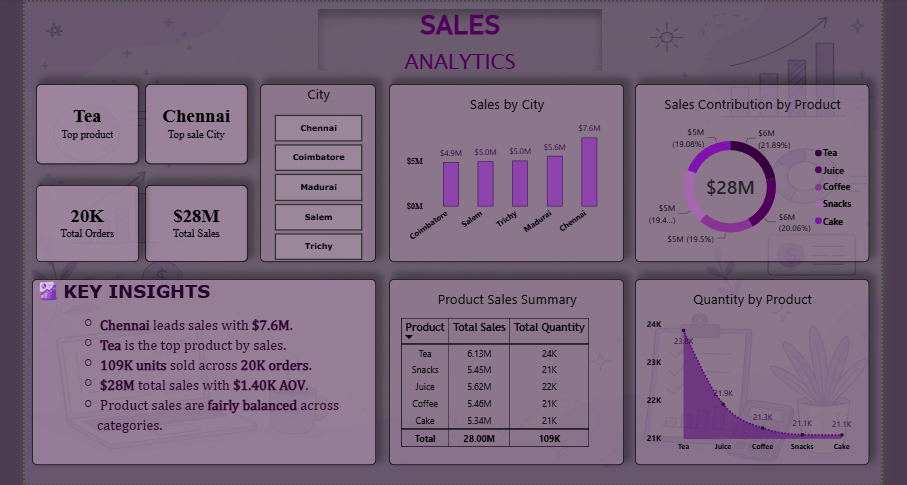 SALES
ANALYTICS
Tea
Top product
Chennai
Top sale City
20K
Total Orders
$28M
Total Sales
City
Chennai
Coimbatore
Madurai
Salem
Trichy
Sales by City
$5M
$0M
$4.9M
$5.0M
$5.0M
$5.6M
$7.6M
Coimbatore
Salem
Trichy
Madurai
Chennai
Sales Contribution by Product
$5M
(19.08%)
$6M
(21.89%)
$28M
$5M
(19.4...)
$5M (19.5%)
$6M
(20.06%)
Tea
Juice
Coffee
Snacks
Cake
KEY INSIGHTS
Chennai leads sales with $7.6M.
Tea is the top product by sales.
109K units sold across 20K orders.
$28M total sales with $1.40K AOV.
Product sales are fairly balanced across
categories.
Product Sales Summary
Product Total Sales Total Quantity
Tea 6.13M 24K
Snacks 5.45M 21K
Juice 5.62M 22K
Coffee 5.46M 21K
Cake 5.34M 21K
Total 28.00M 109K
Quantity by Product
24K
23K
22K
21K
23.8K
21.9K
21.3K
21.1K
21.1K
Tea
Juice
Coffee
Snacks
Cake